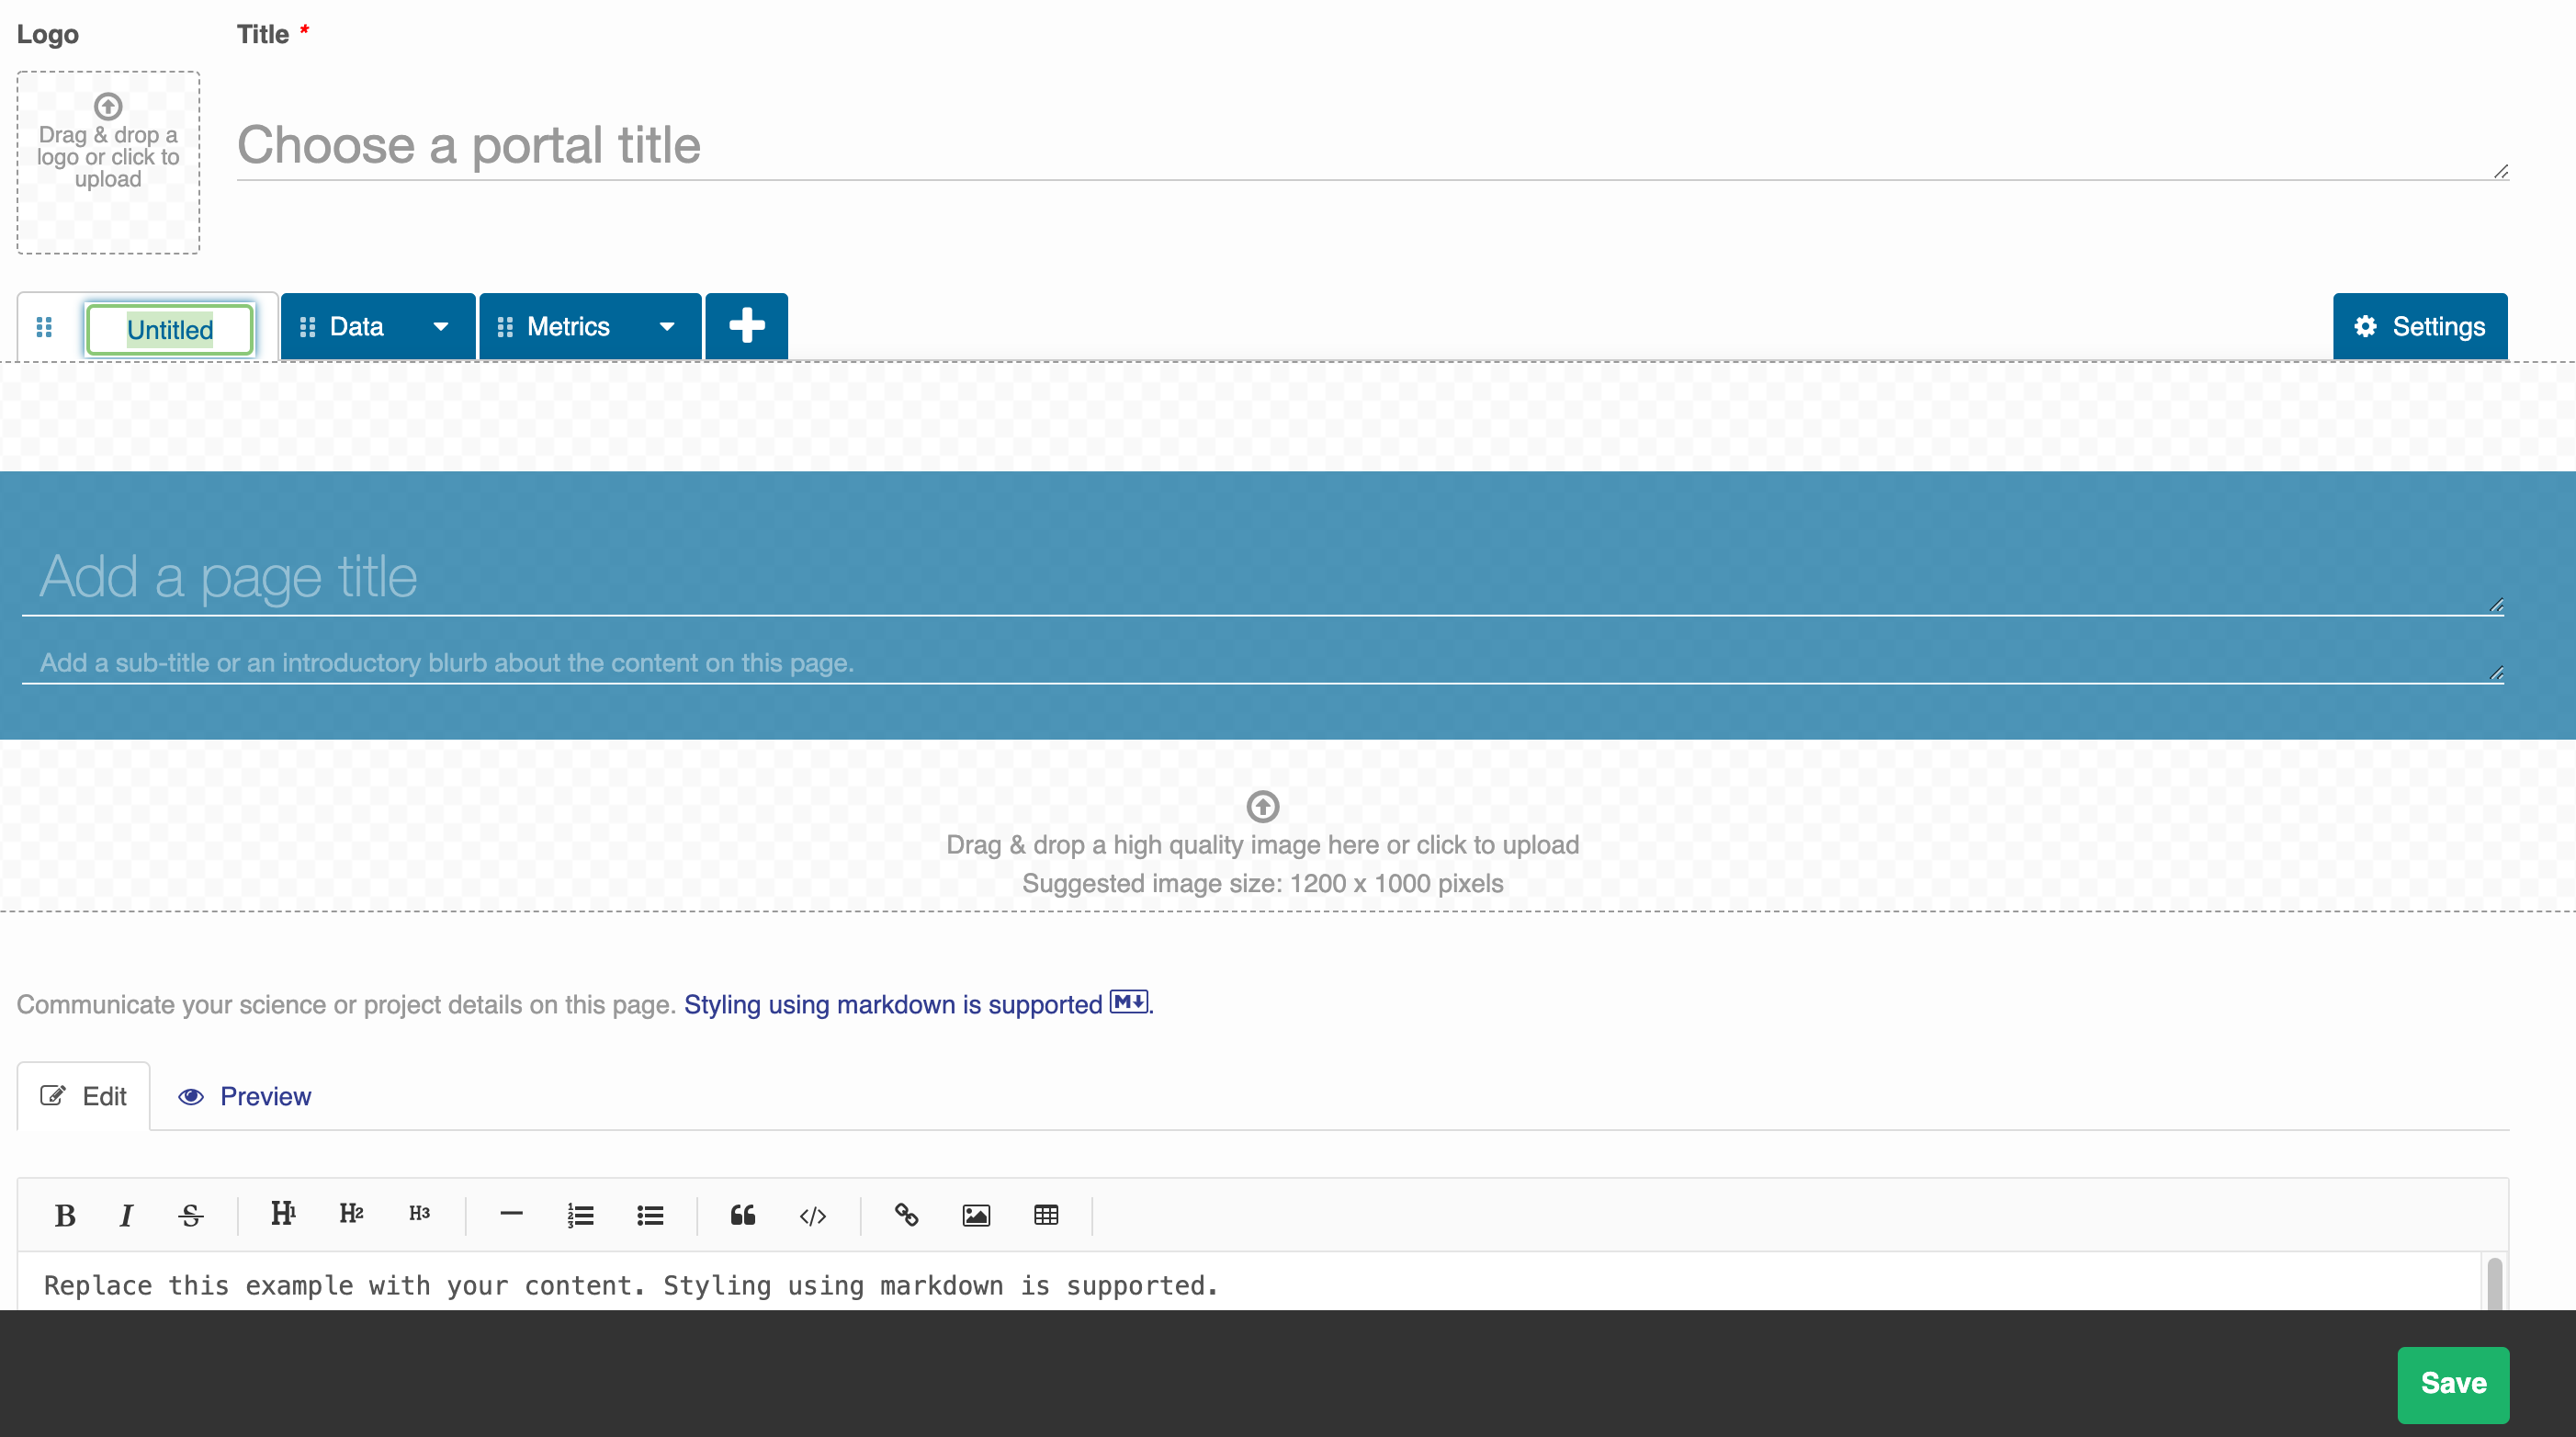 Logo
Title *
Drag & drop a
logo or click to
upload
Choose a portal title
Untitled
Data
Metrics
Settings
Add a page title
Add a sub-title or an introductory blurb about the content on this page.
Drag & drop a high quality image here or click to upload
Suggested image size: 1200 x 1000 pixels
Communicate your science or project details on this page. Styling using markdown is supported M.
Edit
Preview
B I S H1 H2 H3
Replace this example with your content. Styling using markdown is supported.
Save